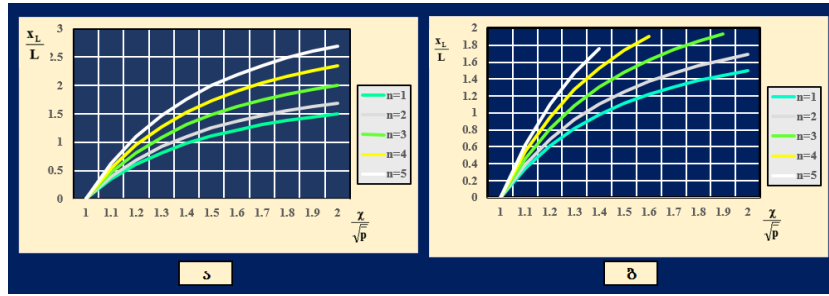 x_L
L
3
2.5
2
1.5
1
0.5
0
1 1.1 1.2 1.3 1.4 1.5 1.6 1.7 1.8 1.9 2
χ
√p
n=1
n=2
n=3
n=4
n=5
ა
x_L
L
2
1.8
1.6
1.4
1.2
1
0.8
0.6
0.4
0.2
0
1 1.1 1.2 1.3 1.4 1.5 1.6 1.7 1.8 1.9 2
χ
√p
n=1
n=2
n=3
n=4
n=5
ბ